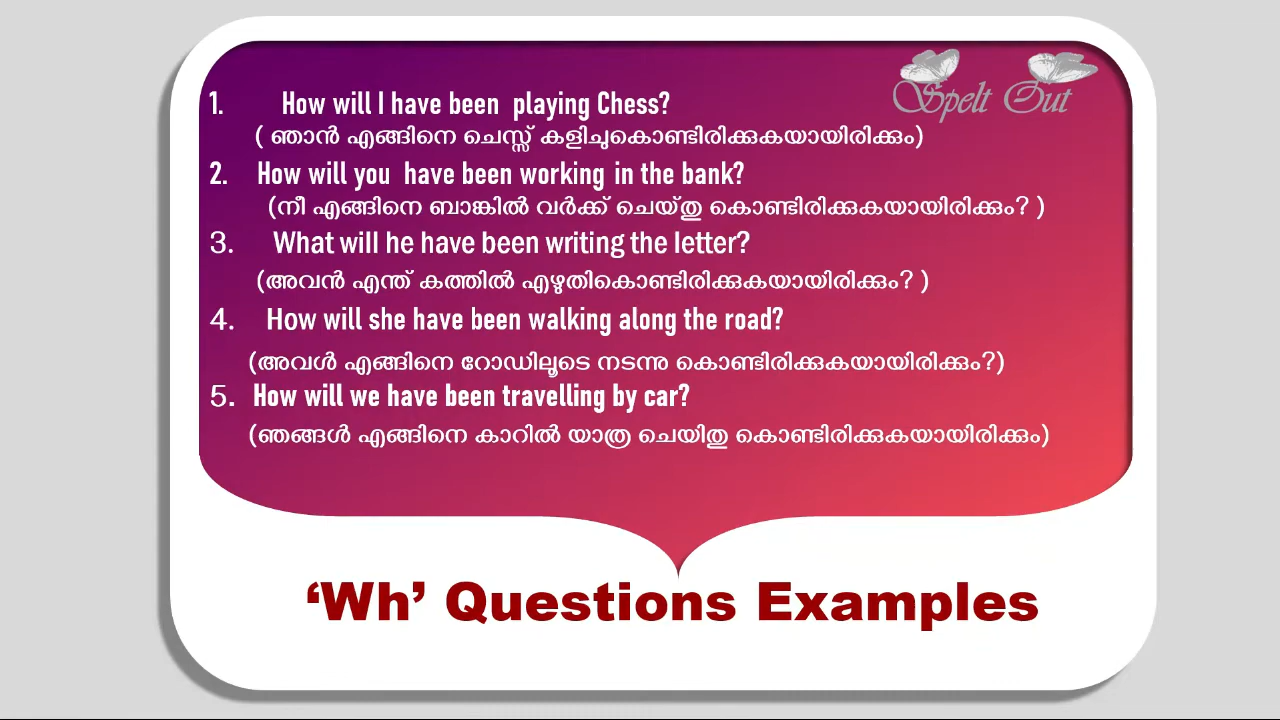 Spelt Out
1. How will I have been playing Chess?
( ഞാൻ എങ്ങിനെ ചെസ്സ് കളിച്ചുകൊണ്ടിരിക്കുകയായിരിക്കും)
2. How will you have been working in the bank?
(നീ എങ്ങിനെ ബാങ്കിൽ വർക്ക് ചെയ്തു കൊണ്ടിരിക്കുകയായിരിക്കും? )
3. What will he have been writing the letter?
(അവൻ എന്ത് കത്തിൽ എഴുതികൊണ്ടിരിക്കുകയായിരിക്കും? )
4. How will she have been walking along the road?
(അവൾ എങ്ങിനെ റോഡിലൂടെ നടന്നു കൊണ്ടിരിക്കുകയായിരിക്കും?)
5. How will we have been travelling by car?
(ഞങ്ങൾ എങ്ങിനെ കാറിൽ യാത്ര ചെയിതു കൊണ്ടിരിക്കുകയായിരിക്കും)
‘Wh’ Questions Examples